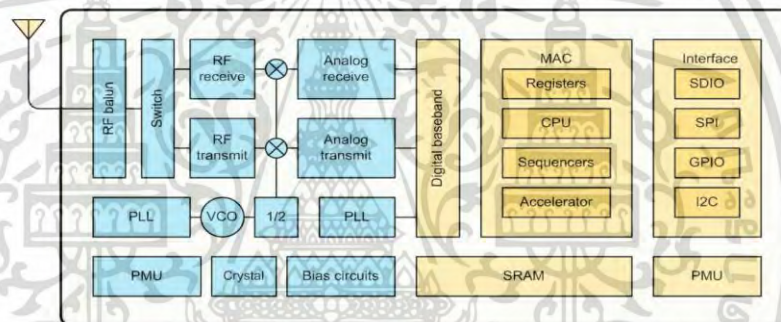 RF balun
Switch
RF
receive
Analog
receive
RF
transmit
Analog
transmit
Digital baseband
MAC
Registers
CPU
Sequencers
Accelerator
Interface
SDIO
SPI
GPIO
I2C
PLL
VCO
1/2
PLL
PMU
Crystal
Bias circuits
SRAM
PMU